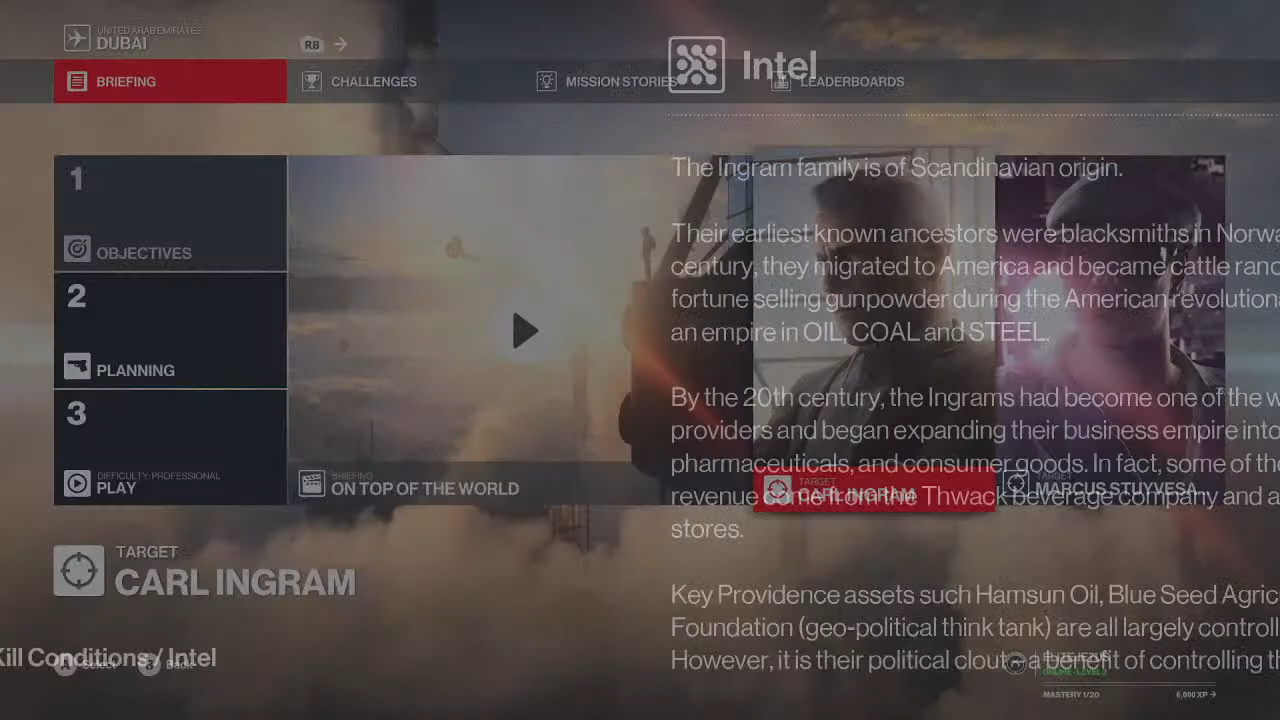 UNITED ARAB EMIRATES
DUBAI
RB
BRIEFING
CHALLENGES
MISSION STORIES
LEADERBOARDS
Intel
The Ingram family is of Scandinavian origin.
Their earliest known ancestors were blacksmiths in Norwa
century, they migrated to America and became cattle ranc
fortune selling gunpowder during the American revolution
an empire in OIL, COAL and STEEL.
By the 20th century, the Ingrams had become one of the w
providers and began expanding their business empire into
pharmaceuticals, and consumer goods. In fact, some of the
revenue come from the Thwack beverage company and a
stores.
Key Providence assets such Hamsun Oil, Blue Seed Agric
Foundation (geo-political think tank) are all largely controll
However, it is their political clout - a benefit of controlling th
1
OBJECTIVES
2
PLANNING
3
DIFFICULTY: PROFESSIONAL
PLAY
BRIEFING
ON TOP OF THE WORLD
TARGET
CARL INGRAM
TARGET
MARCUS STUYVESA
TARGET
CARL INGRAM
Kill Conditions / Intel
Select
Back
MASTERY 1/20
6,000 XP